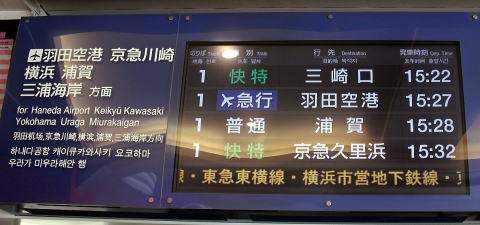 羽田空港 京急川崎
横浜 浦賀
三浦海岸 方面
for Haneda Airport Keikyū Kawasaki
Yokohama Uraga Miurakaigan
羽田机场,京急川崎,横滨,浦贺,三浦海岸方向
하네다공항 케이큐카와사키 요코하마
우라가 미우라해안 행
のりば 種別 Train 行先 Destination 発車時刻 Dep. Time
1 快特 三崎口 15:22
1 急行 羽田空港 15:27
1 普通 浦賀 15:28
1 快特 京急久里浜 15:32
・東急東横線・横浜市営地下鉄線・